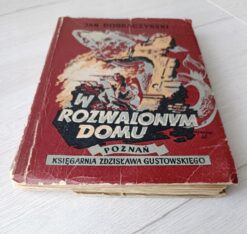 JAN DOBRACZYŃSKI
W
ROZWALONYM
DOMU
POZNAŃ
KSIĘGARNIA ZDZISŁAWA GUSTOWSKIEGO